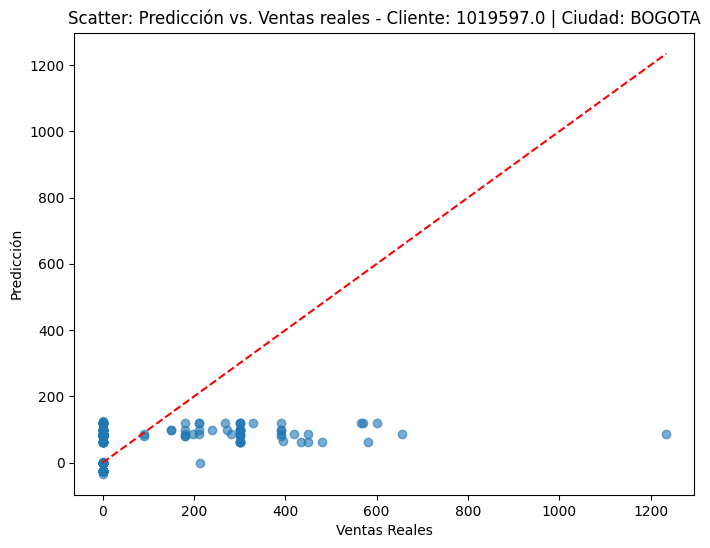 Scatter: Predicción vs. Ventas reales - Cliente: 1019597.0 | Ciudad: BOGOTA
1200
1000
800
600
400
200
0
Predicción
0 200 400 600 800 1000 1200
Ventas Reales